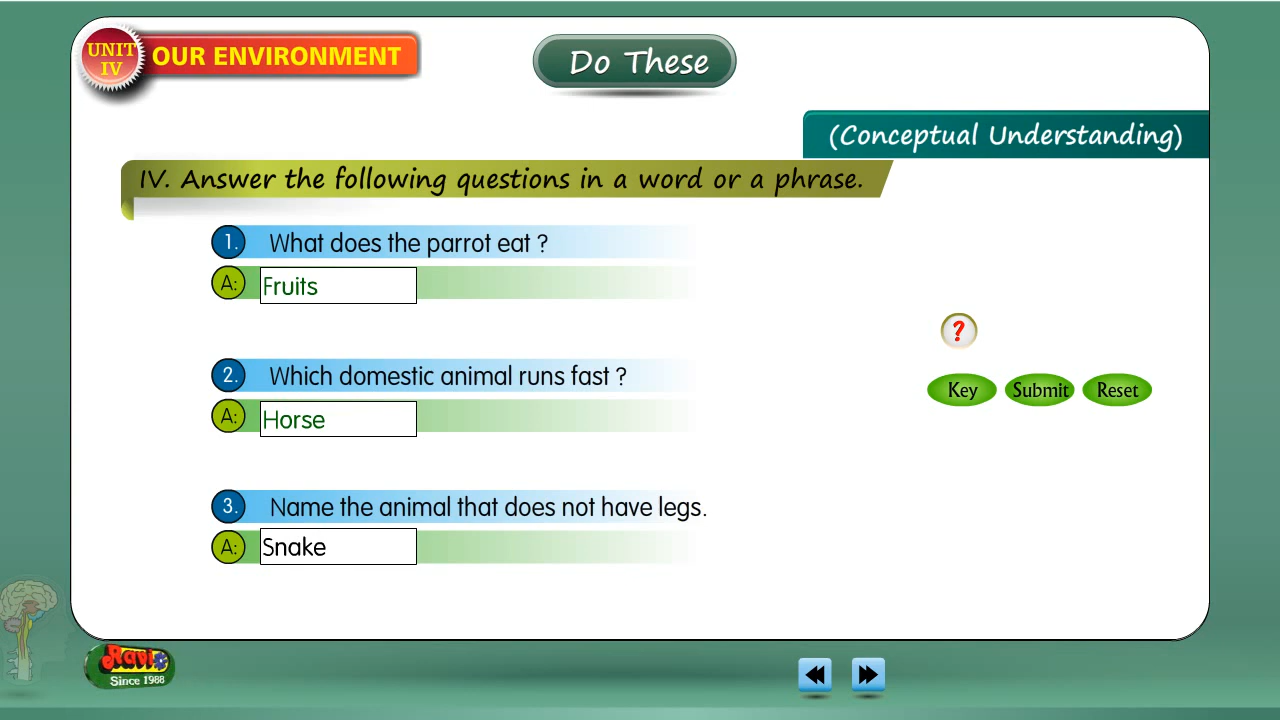 UNIT
IV
OUR ENVIRONMENT
Do These
(Conceptual Understanding)
IV. Answer the following questions in a word or a phrase.
1. What does the parrot eat ?
A: Fruits
?
2. Which domestic animal runs fast ?
Key Submit Reset
A: Horse
3. Name the animal that does not have legs.
A: Snake
Ravi
Since 1988